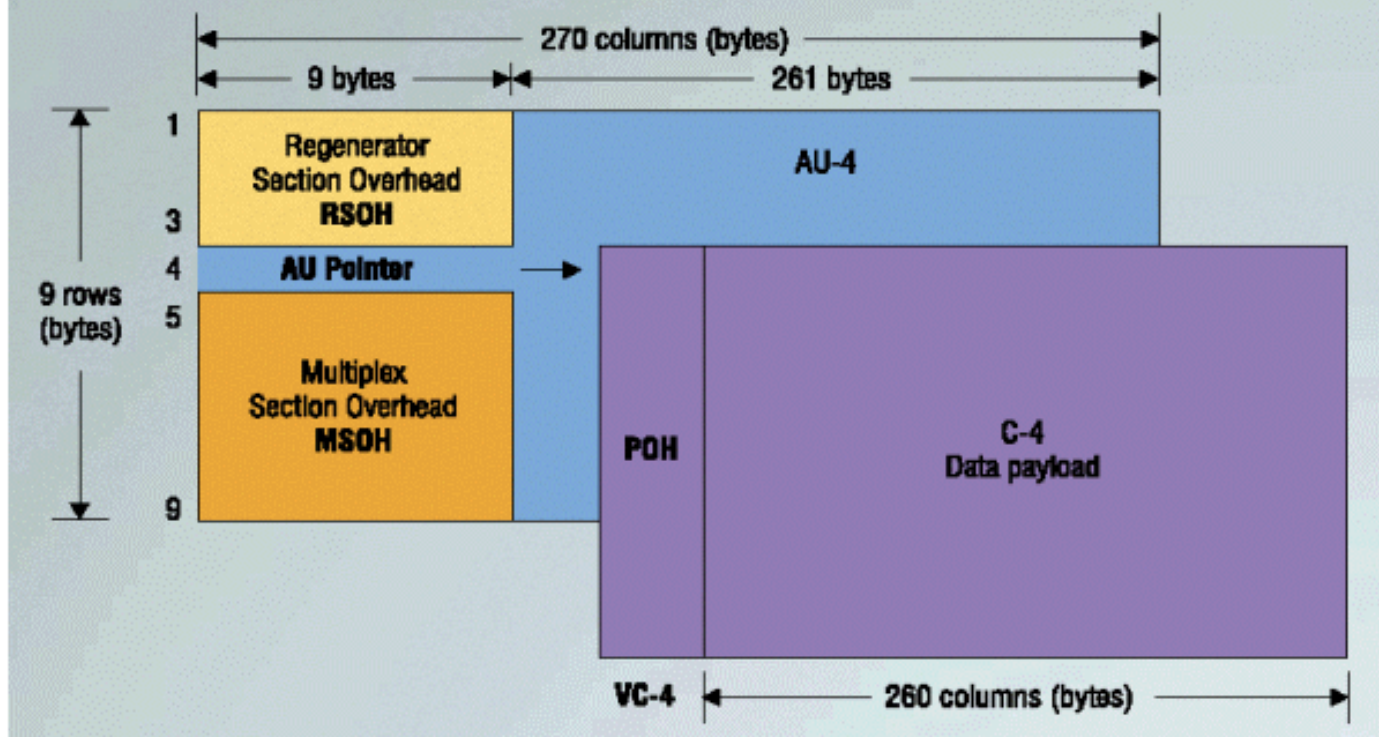 270 columns (bytes)
9 bytes
261 bytes
1
Regenerator
Section Overhead
RSOH
AU-4
3
4
AU Pointer
9 rows
(bytes)
5
Multiplex
Section Overhead
MSOH
POH
C-4
Data payload
9
VC-4
260 columns (bytes)